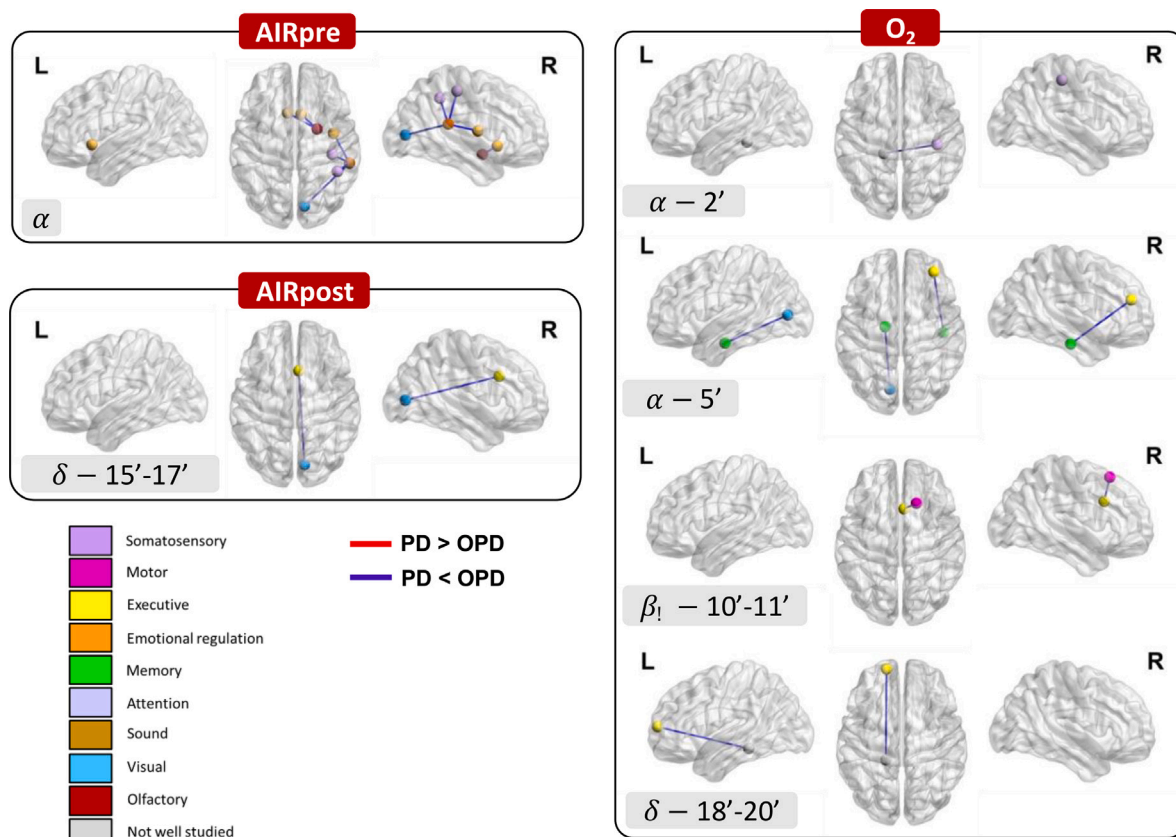 AIRpre
L
R
α
AIRpost
L
R
δ − 15’-17’
Somatosensory
Motor
Executive
Emotional regulation
Memory
Attention
Sound
Visual
Olfactory
Not well studied
PD > OPD
PD < OPD
O₂
L
R
α − 2’
L
R
α − 5’
L
R
β! − 10’-11’
L
R
δ − 18’-20’